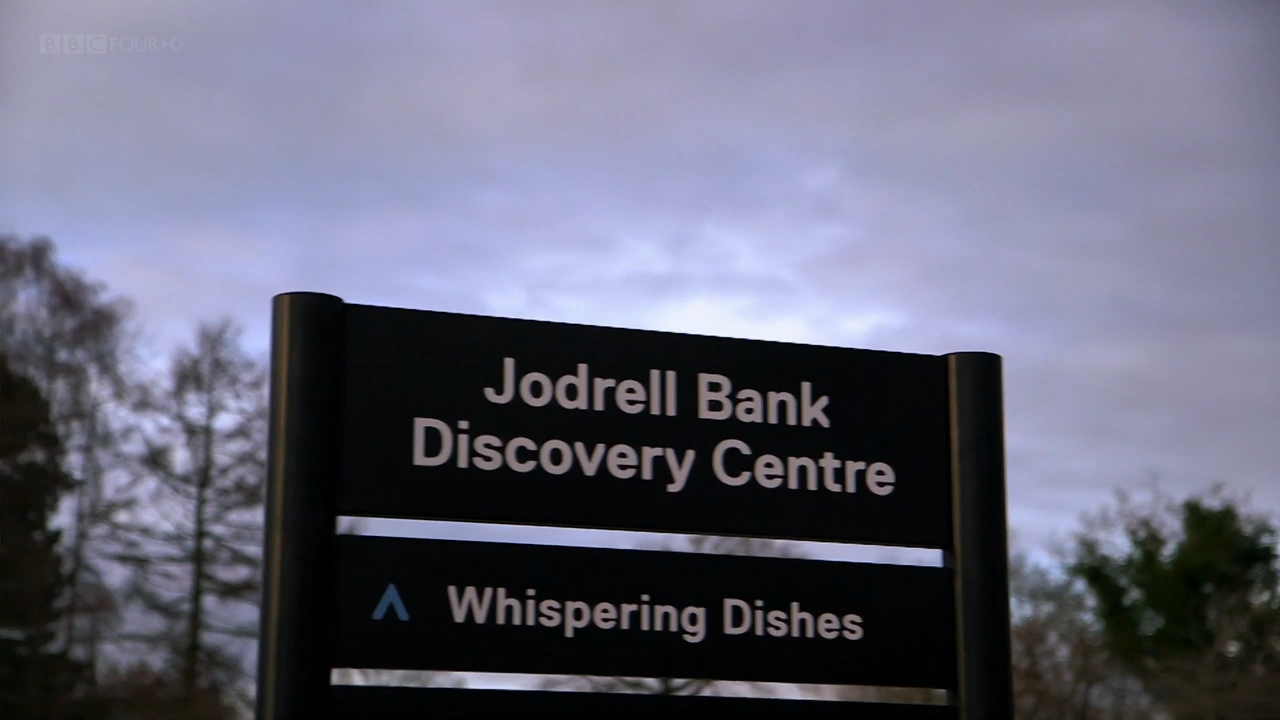 BBC FOUR HD
Jodrell Bank
Discovery Centre
Whispering Dishes